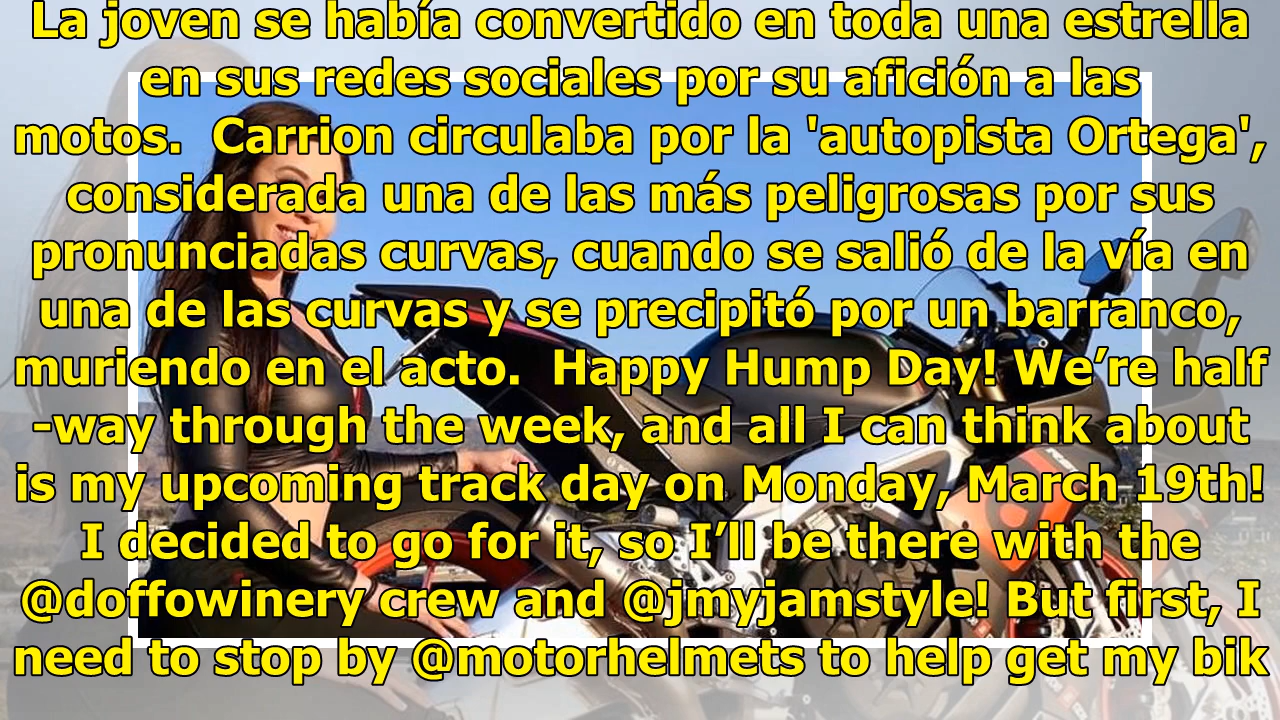 La joven se había convertido en toda una estrella
en sus redes sociales por su afición a las
motos.  Carrion circulaba por la 'autopista Ortega',
considerada una de las más peligrosas por sus
pronunciadas curvas, cuando se salió de la vía en
una de las curvas y se precipitó por un barranco,
muriendo en el acto.  Happy Hump Day! We’re half
-way through the week, and all I can think about
is my upcoming track day on Monday, March 19th!
I decided to go for it, so I’ll be there with the
@doffowinery crew and @jmyjamstyle! But first, I
need to stop by @motorhelmets to help get my bik